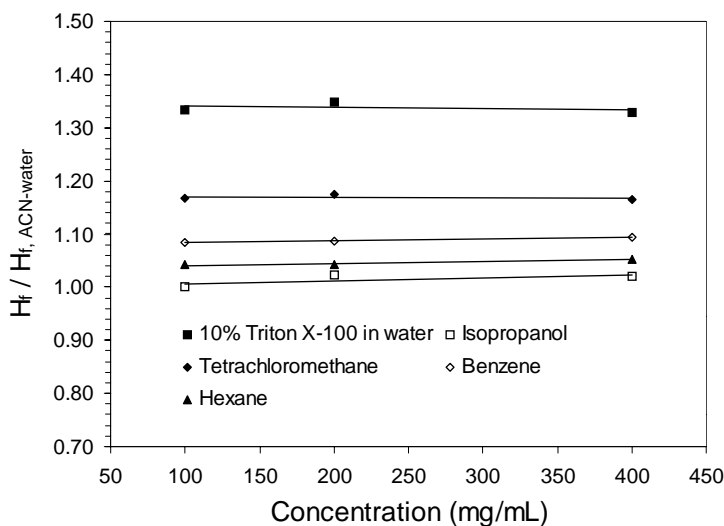 1.50
1.40
1.30
1.20
1.10
1.00
0.90
0.80
0.70
H_f / H_f, ACN-water
10% Triton X-100 in water
Isopropanol
Tetrachloromethane
Benzene
Hexane
50 100 150 200 250 300 350 400 450
Concentration (mg/mL)